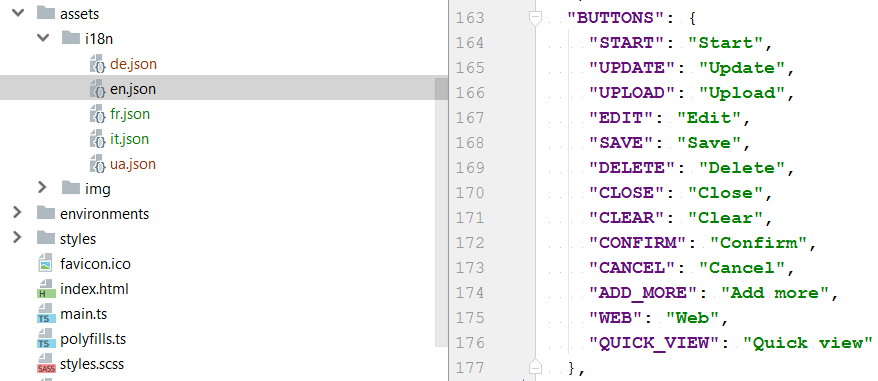 assets
i18n
de.json
en.json
fr.json
it.json
ua.json
img
environments
styles
favicon.ico
index.html
main.ts
polyfills.ts
styles.scss
163 "BUTTONS": {
164 "START": "Start",
165 "UPDATE": "Update",
166 "UPLOAD": "Upload",
167 "EDIT": "Edit",
168 "SAVE": "Save",
169 "DELETE": "Delete",
170 "CLOSE": "Close",
171 "CLEAR": "Clear",
172 "CONFIRM": "Confirm",
173 "CANCEL": "Cancel",
174 "ADD_MORE": "Add more",
175 "WEB": "Web",
176 "QUICK_VIEW": "Quick view"
177 },